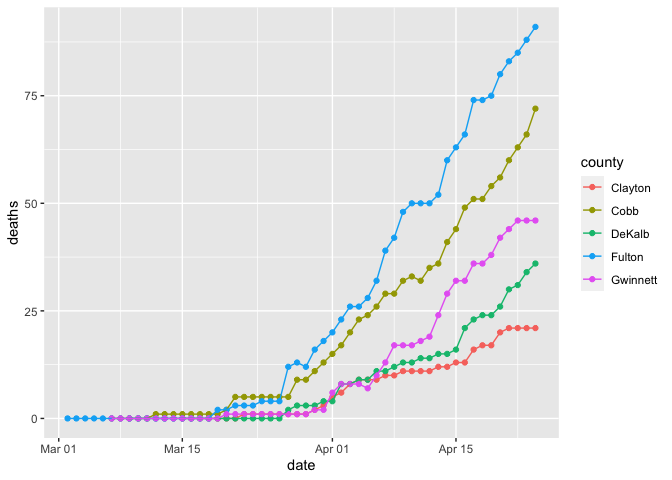 deaths
75
50
25
0
Mar 01 Mar 15 Apr 01 Apr 15
date
county
Clayton
Cobb
DeKalb
Fulton
Gwinnett